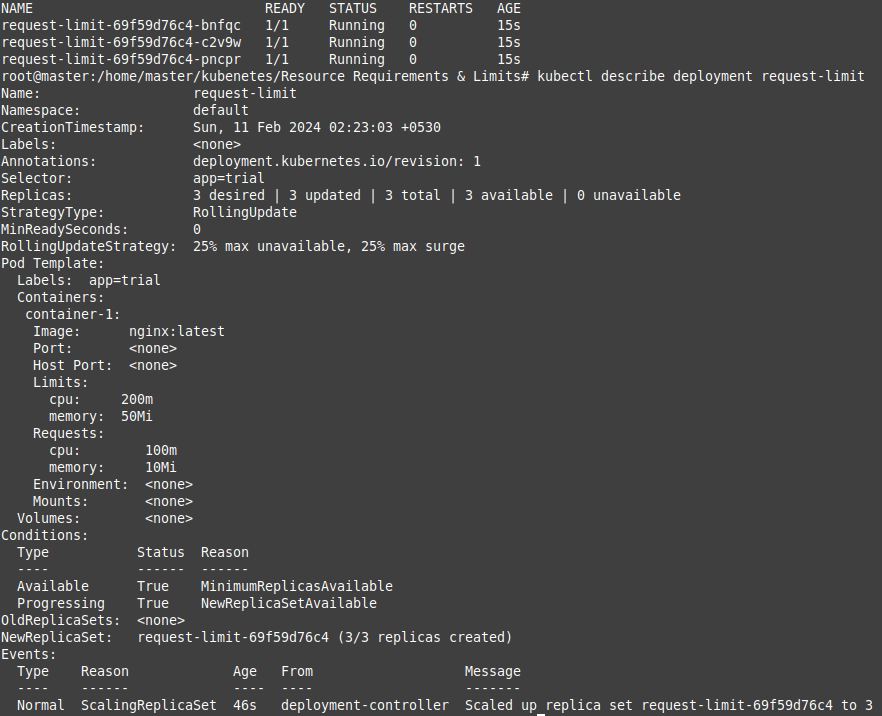 NAME                             READY   STATUS    RESTARTS   AGE
request-limit-69f59d76c4-bnfqc   1/1     Running   0          15s
request-limit-69f59d76c4-c2v9w   1/1     Running   0          15s
request-limit-69f59d76c4-pncpr   1/1     Running   0          15s
root@master:/home/master/kubenetes/Resource Requirements & Limits# kubectl describe deployment request-limit
Name:                   request-limit
Namespace:              default
CreationTimestamp:      Sun, 11 Feb 2024 02:23:03 +0530
Labels:                 <none>
Annotations:            deployment.kubernetes.io/revision: 1
Selector:               app=trial
Replicas:               3 desired | 3 updated | 3 total | 3 available | 0 unavailable
StrategyType:           RollingUpdate
MinReadySeconds:        0
RollingUpdateStrategy:  25% max unavailable, 25% max surge
Pod Template:
  Labels:  app=trial
  Containers:
   container-1:
    Image:      nginx:latest
    Port:       <none>
    Host Port:  <none>
    Limits:
      cpu:     200m
      memory:  50Mi
    Requests:
      cpu:        100m
      memory:     10Mi
    Environment:  <none>
    Mounts:       <none>
  Volumes:        <none>
Conditions:
  Type           Status  Reason
  ----           ------  ------
  Available      True    MinimumReplicasAvailable
  Progressing    True    NewReplicaSetAvailable
OldReplicaSets:  <none>
NewReplicaSet:   request-limit-69f59d76c4 (3/3 replicas created)
Events:
  Type    Reason             Age   From                   Message
  ----    ------             ----  ----                   -------
  Normal  ScalingReplicaSet  46s   deployment-controller  Scaled up replica set request-limit-69f59d76c4 to 3